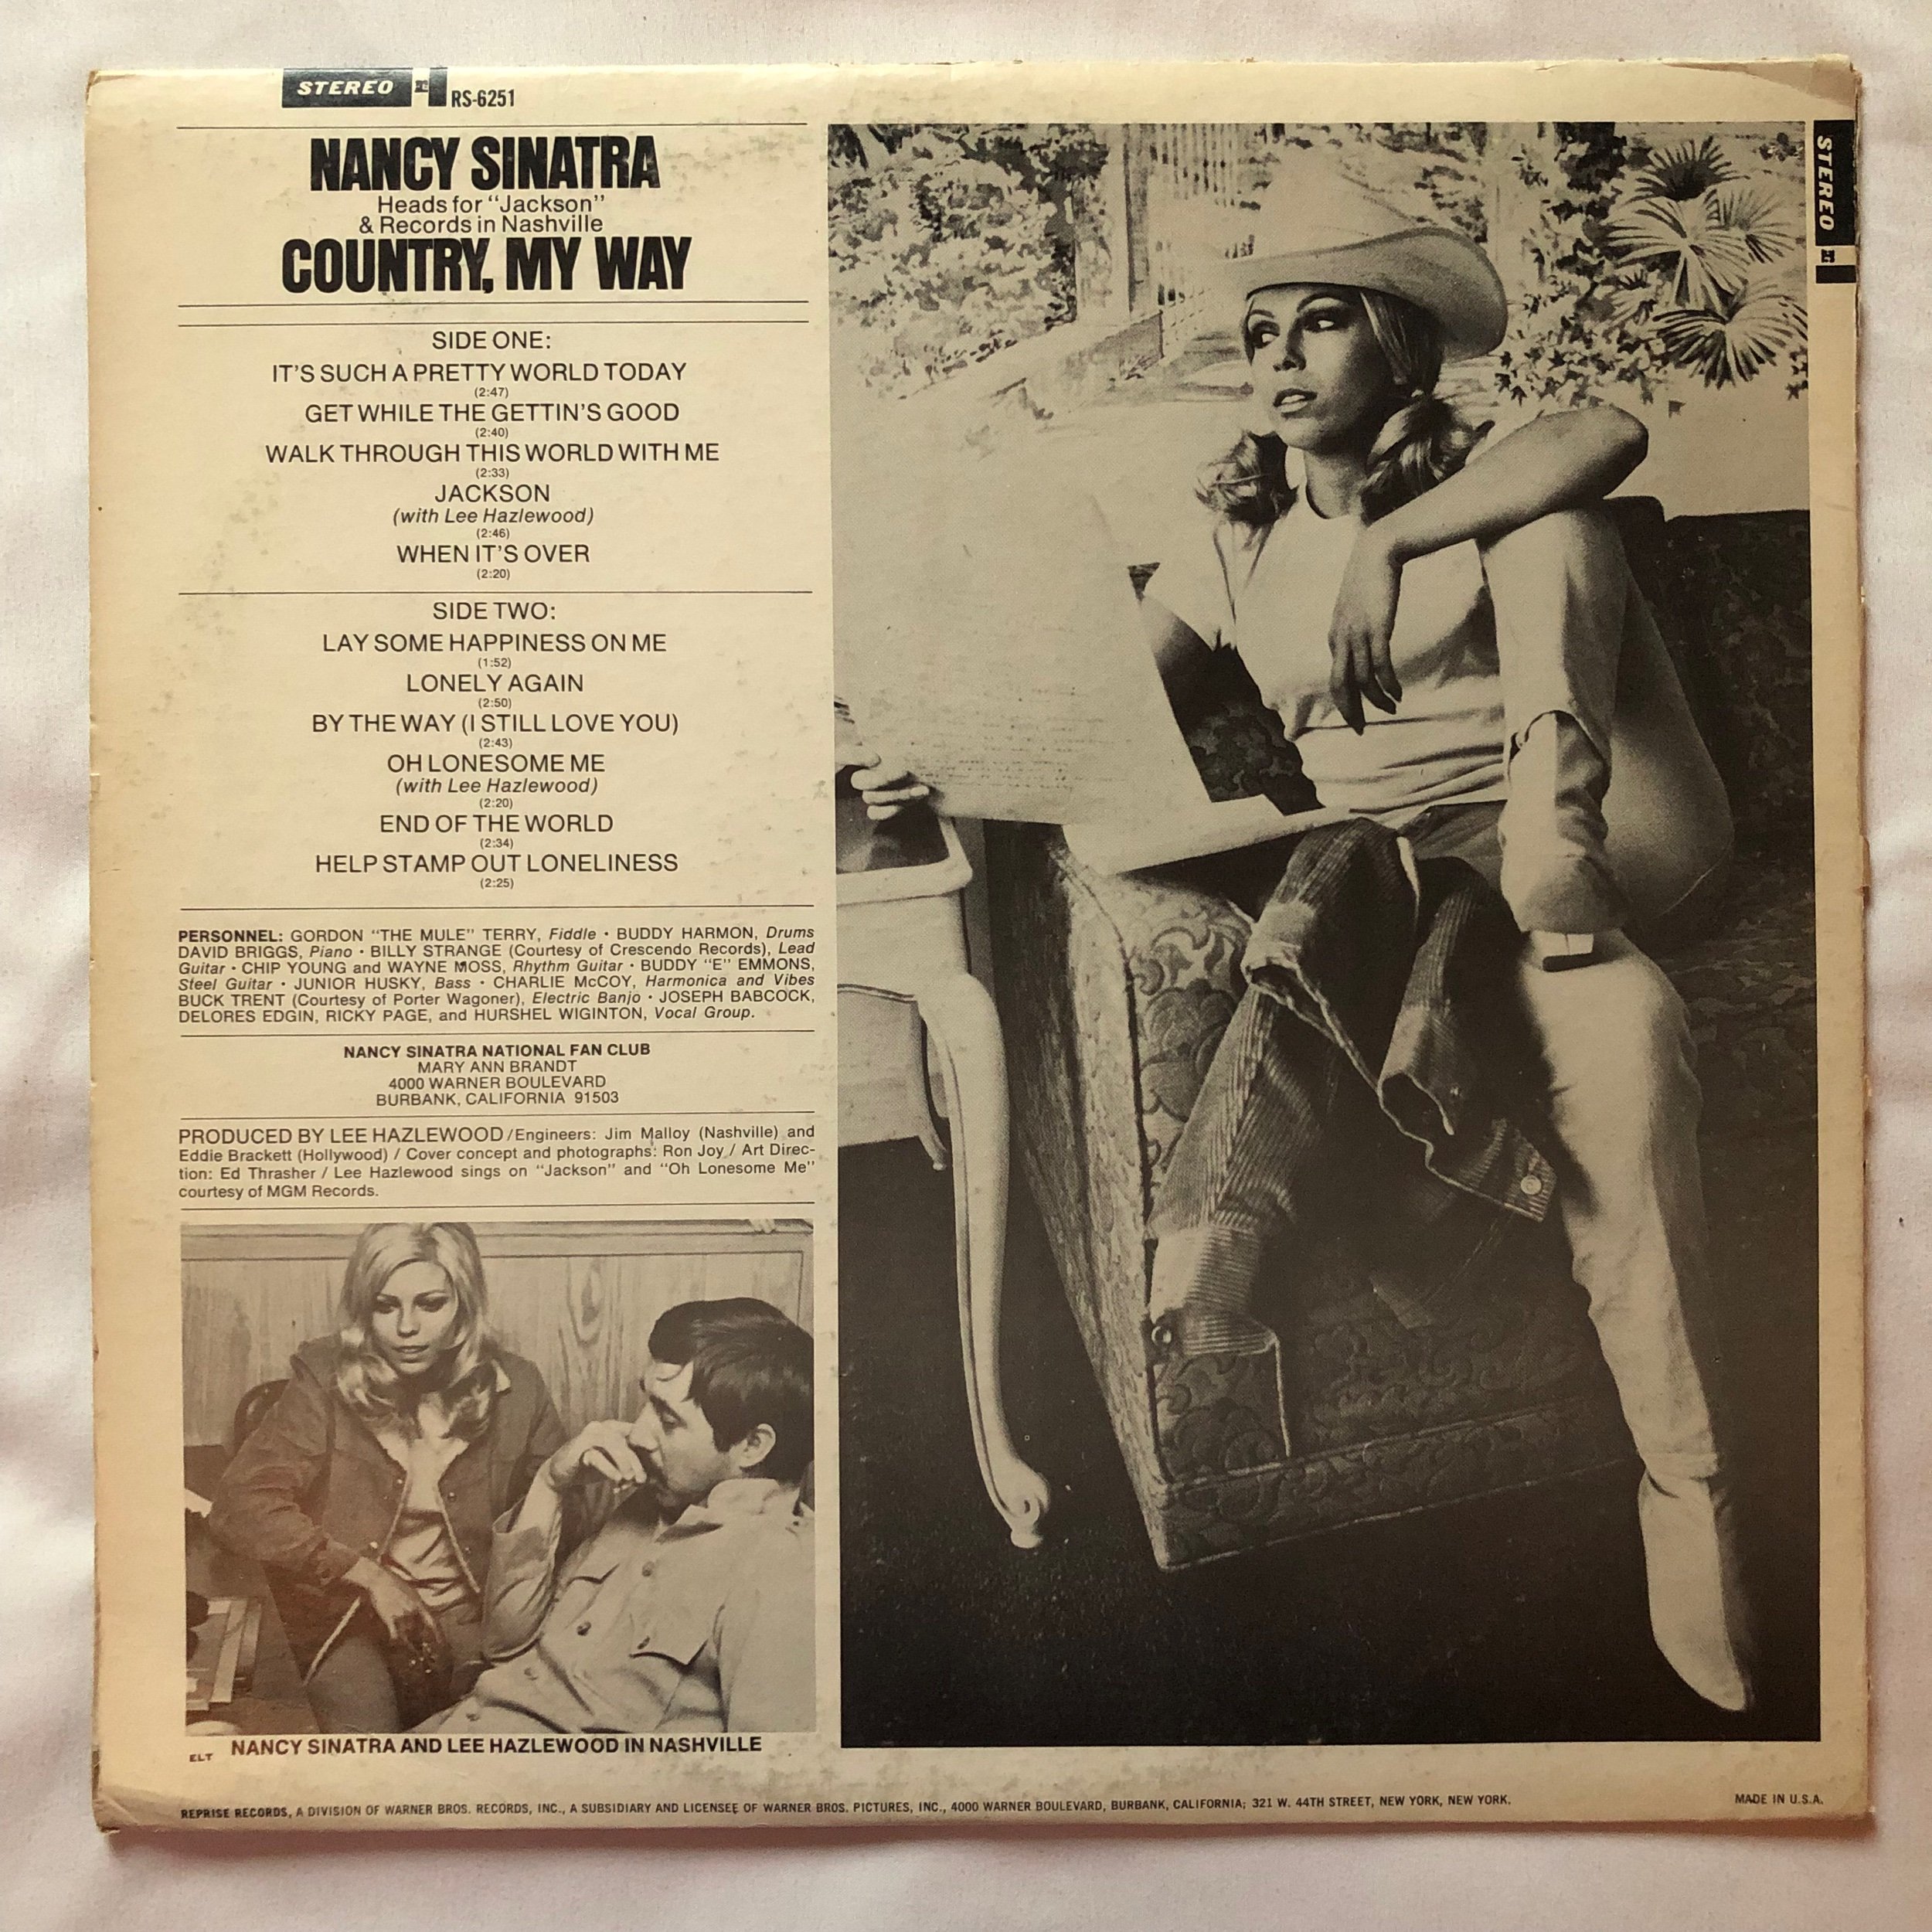 STEREO
RS-6251
NANCY SINATRA
Heads for "Jackson"
& Records in Nashville
COUNTRY, MY WAY
SIDE ONE:
IT'S SUCH A PRETTY WORLD TODAY
(2:47)
GET WHILE THE GETTIN'S GOOD
(2:40)
WALK THROUGH THIS WORLD WITH ME
(2:33)
JACKSON
(with Lee Hazlewood)
(2:46)
WHEN IT'S OVER
(2:20)
SIDE TWO:
LAY SOME HAPPINESS ON ME
(1:52)
LONELY AGAIN
(2:50)
BY THE WAY (I STILL LOVE YOU)
(2:43)
OH LONESOME ME
(with Lee Hazlewood)
(2:20)
END OF THE WORLD
(2:34)
HELP STAMP OUT LONELINESS
(2:25)
PERSONNEL: GORDON "THE MULE" TERRY, Fiddle • BUDDY HARMON, Drums
DAVID BRIGGS, Piano • BILLY STRANGE (Courtesy of Crescendo Records), Lead
Guitar • CHIP YOUNG and WAYNE MOSS, Rhythm Guitar • BUDDY "E" EMMONS,
Steel Guitar • JUNIOR HUSKY, Bass • CHARLIE McCOY, Harmonica and Vibes
BUCK TRENT (Courtesy of Porter Wagoner), Electric Banjo • JOSEPH BABCOCK,
DELORES EDGIN, RICKY PAGE, and HURSHEL WIGINTON, Vocal Group.
NANCY SINATRA NATIONAL FAN CLUB
MARY ANN BRANDT
4000 WARNER BOULEVARD
BURBANK, CALIFORNIA 91503
PRODUCED BY LEE HAZLEWOOD / Engineers: Jim Malloy (Nashville) and
Eddie Brackett (Hollywood) / Cover concept and photographs: Ron Joy / Art Direc-
tion: Ed Thrasher / Lee Hazlewood sings on "Jackson" and "Oh Lonesome Me"
courtesy of MGM Records.
ELT
NANCY SINATRA AND LEE HAZLEWOOD IN NASHVILLE
REPRISE RECORDS, A DIVISION OF WARNER BROS. RECORDS, INC., A SUBSIDIARY AND LICENSEE OF WARNER BROS. PICTURES, INC., 4000 WARNER BOULEVARD, BURBANK, CALIFORNIA; 321 W. 44TH STREET, NEW YORK, NEW YORK.
MADE IN U.S.A.
STEREO